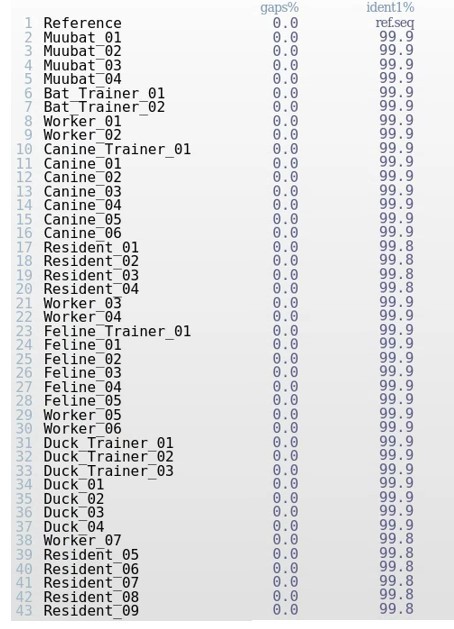 gaps% ident1%
1 Reference 0.0 ref.seq
2 Muubat_01 0.0 99.9
3 Muubat_02 0.0 99.9
4 Muubat_03 0.0 99.9
5 Muubat_04 0.0 99.9
6 Bat_Trainer_01 0.0 99.9
7 Bat_Trainer_02 0.0 99.9
8 Worker_01 0.0 99.9
9 Worker_02 0.0 99.9
10 Canine_Trainer_01 0.0 99.9
11 Canine_01 0.0 99.9
12 Canine_02 0.0 99.9
13 Canine_03 0.0 99.9
14 Canine_04 0.0 99.9
15 Canine_05 0.0 99.9
16 Canine_06 0.0 99.9
17 Resident_01 0.0 99.8
18 Resident_02 0.0 99.8
19 Resident_03 0.0 99.8
20 Resident_04 0.0 99.8
21 Worker_03 0.0 99.9
22 Worker_04 0.0 99.9
23 Feline_Trainer_01 0.0 99.9
24 Feline_01 0.0 99.9
25 Feline_02 0.0 99.9
26 Feline_03 0.0 99.9
27 Feline_04 0.0 99.9
28 Feline_05 0.0 99.9
29 Worker_05 0.0 99.9
30 Worker_06 0.0 99.9
31 Duck_Trainer_01 0.0 99.9
32 Duck_Trainer_02 0.0 99.9
33 Duck_Trainer_03 0.0 99.9
34 Duck_01 0.0 99.9
35 Duck_02 0.0 99.9
36 Duck_03 0.0 99.9
37 Duck_04 0.0 99.9
38 Worker_07 0.0 99.8
39 Resident_05 0.0 99.8
40 Resident_06 0.0 99.8
41 Resident_07 0.0 99.8
42 Resident_08 0.0 99.8
43 Resident_09 0.0 99.8